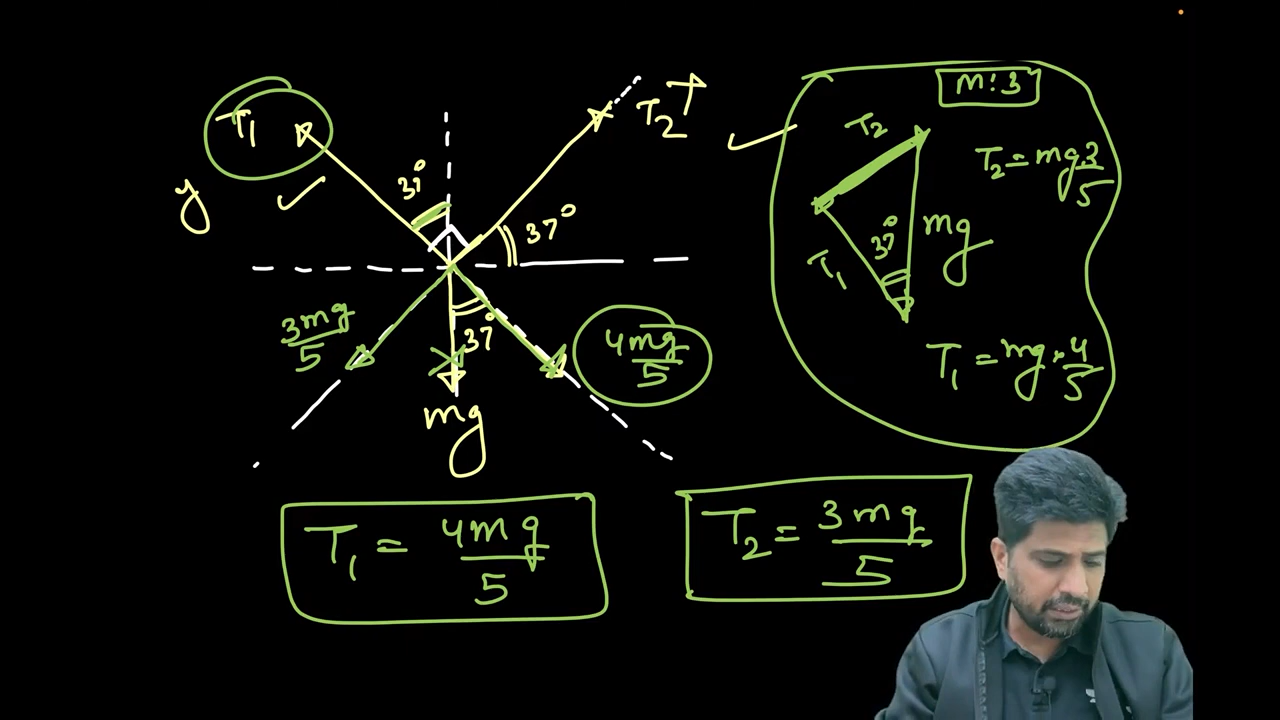 T₁
37°
T₂
37°
y
3mg/5
37°
4mg/5
mg
T₁ = 4mg/5
T₂ = 3mg/5
M:3
T₂
T₂ = mg·3/5
37°
mg
T₁
T₁ = mg·4/5